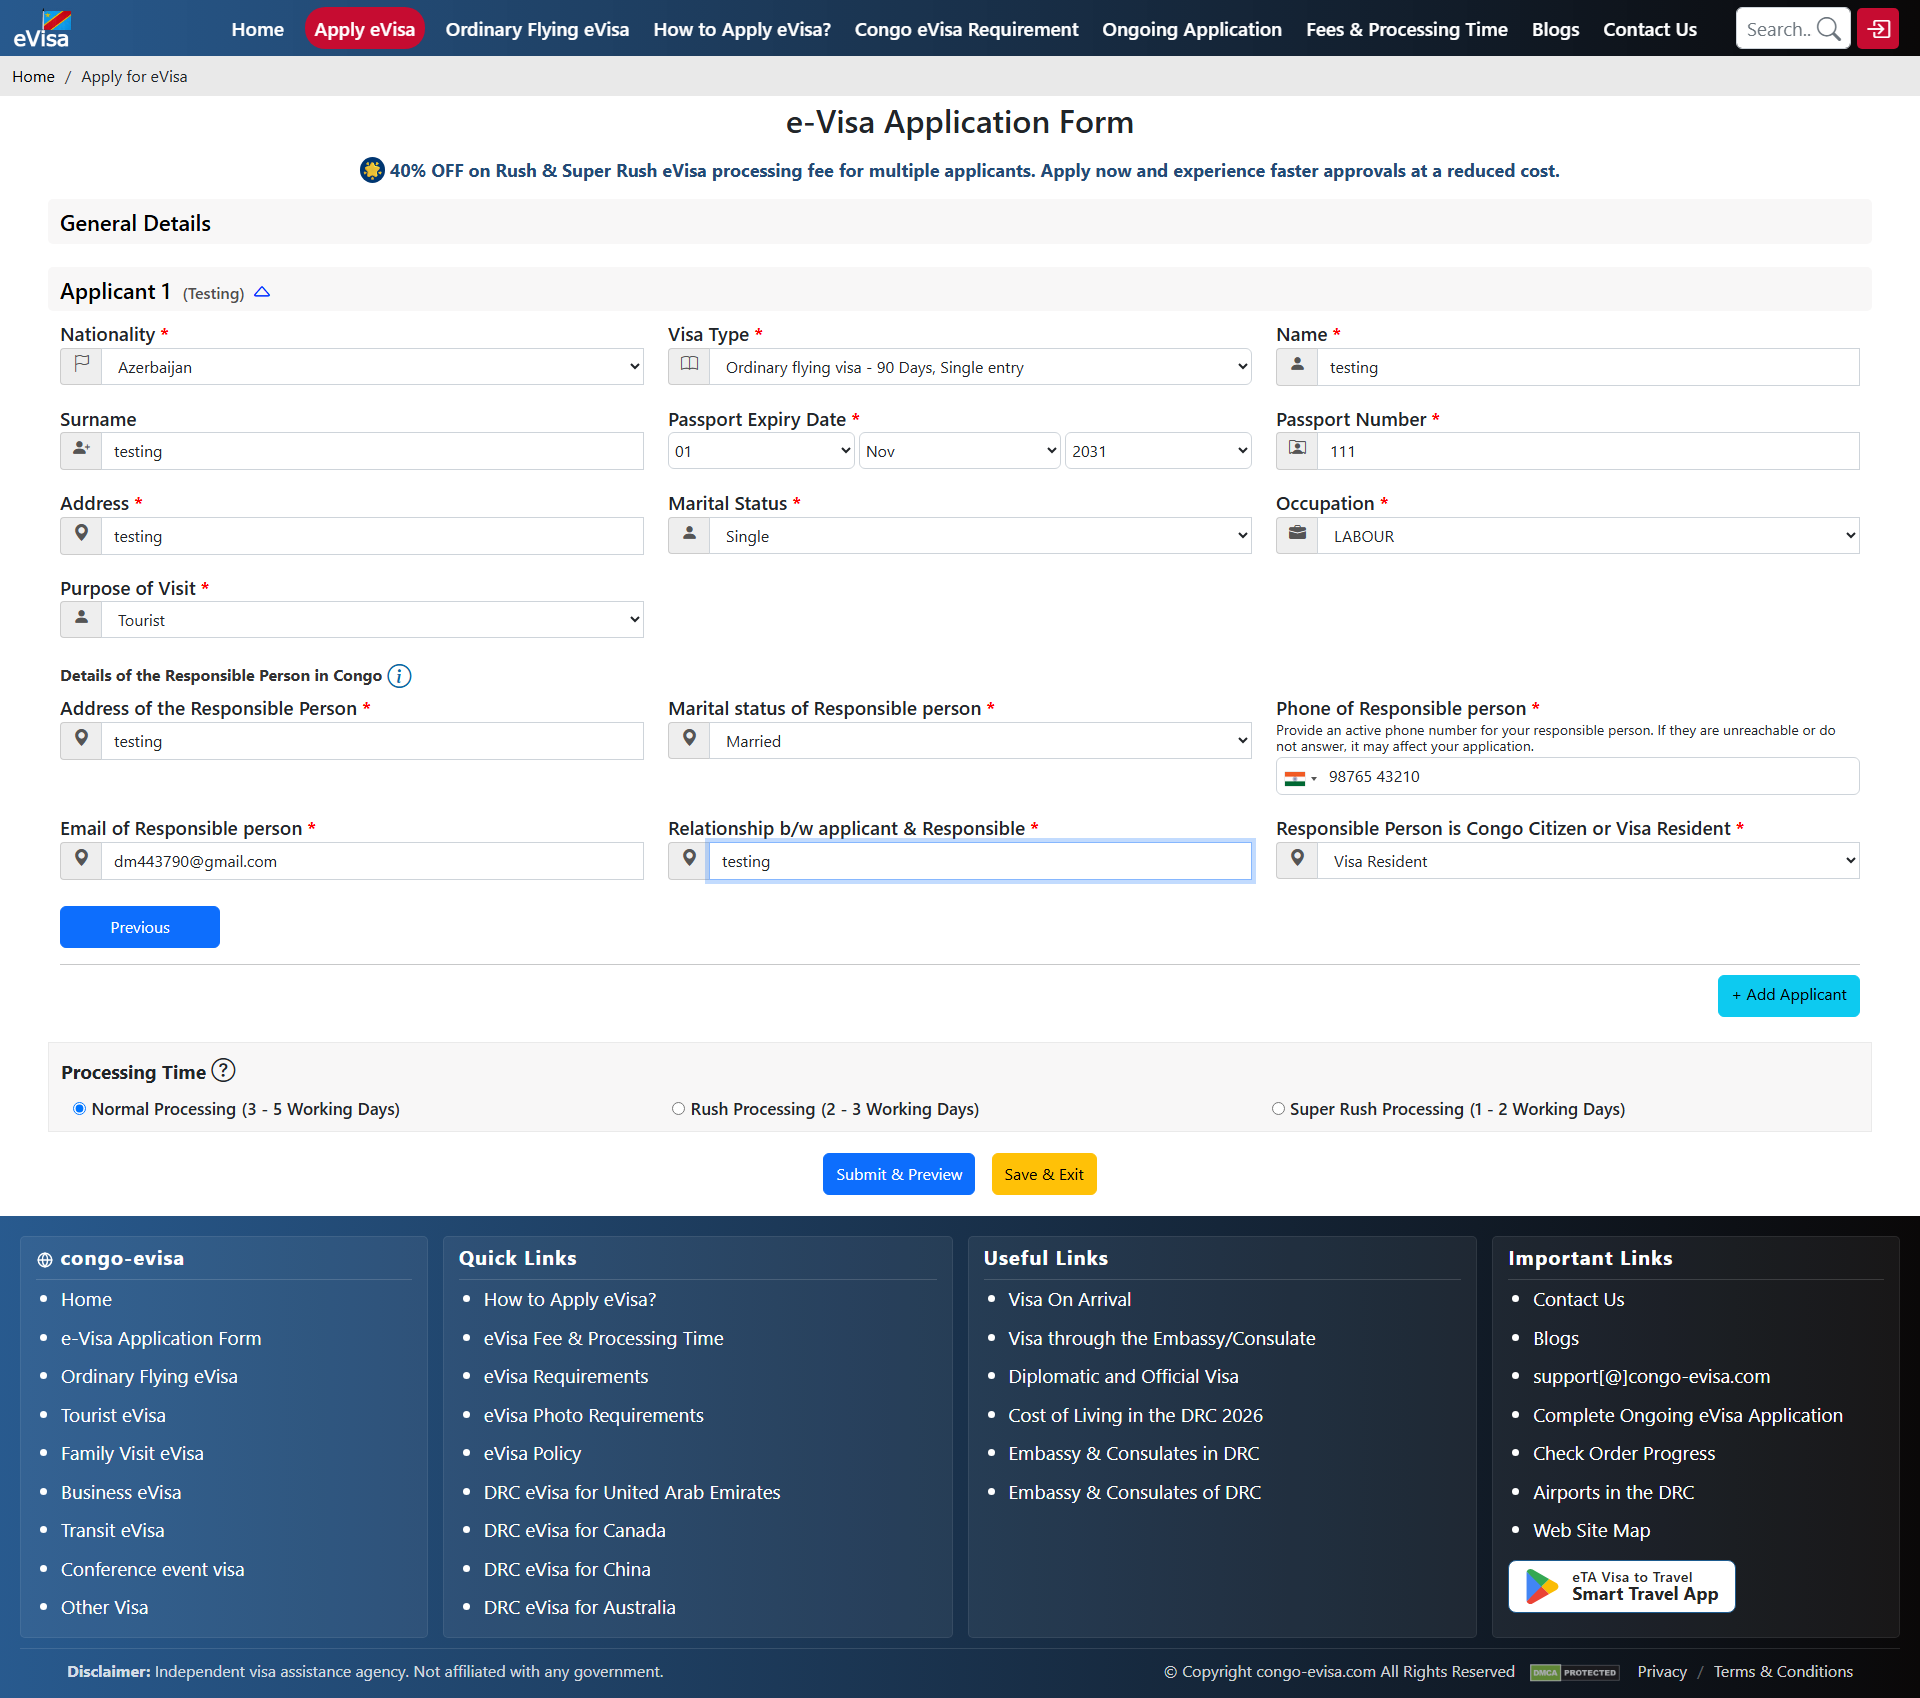 eVisa
Home
Apply eVisa
Ordinary Flying eVisa
How to Apply eVisa?
Congo eVisa Requirement
Ongoing Application
Fees & Processing Time
Blogs
Contact Us
Search..
Home / Apply for eVisa
e-Visa Application Form
40% OFF on Rush & Super Rush eVisa processing fee for multiple applicants. Apply now and experience faster approvals at a reduced cost.
General Details
Applicant 1 (Testing)
Nationality *
Azerbaijan
Visa Type *
Ordinary flying visa - 90 Days, Single entry
Name *
testing
Surname
testing
Passport Expiry Date *
01
Nov
2031
Passport Number *
111
Address *
testing
Marital Status *
Single
Occupation *
LABOUR
Purpose of Visit *
Tourist
Details of the Responsible Person in Congo
Address of the Responsible Person *
testing
Marital status of Responsible person *
Married
Phone of Responsible person *
Provide an active phone number for your responsible person. If they are unreachable or do
not answer, it may affect your application.
98765 43210
Email of Responsible person *
dm443790@gmail.com
Relationship b/w applicant & Responsible *
testing
Responsible Person is Congo Citizen or Visa Resident *
Visa Resident
Previous
+ Add Applicant
Processing Time ?
Normal Processing (3 - 5 Working Days)
Rush Processing (2 - 3 Working Days)
Super Rush Processing (1 - 2 Working Days)
Submit & Preview
Save & Exit
congo-evisa
Home
e-Visa Application Form
Ordinary Flying eVisa
Tourist eVisa
Family Visit eVisa
Business eVisa
Transit eVisa
Conference event visa
Other Visa
Quick Links
How to Apply eVisa?
eVisa Fee & Processing Time
eVisa Requirements
eVisa Photo Requirements
eVisa Policy
DRC eVisa for United Arab Emirates
DRC eVisa for Canada
DRC eVisa for China
DRC eVisa for Australia
Useful Links
Visa On Arrival
Visa through the Embassy/Consulate
Diplomatic and Official Visa
Cost of Living in the DRC 2026
Embassy & Consulates in DRC
Embassy & Consulates of DRC
Important Links
Contact Us
Blogs
support[@]congo-evisa.com
Complete Ongoing eVisa Application
Check Order Progress
Airports in the DRC
Web Site Map
eTA Visa to Travel
Smart Travel App
Disclaimer: Independent visa assistance agency. Not affiliated with any government.
© Copyright congo-evisa.com All Rights Reserved
DMCA PROTECTED
Privacy / Terms & Conditions